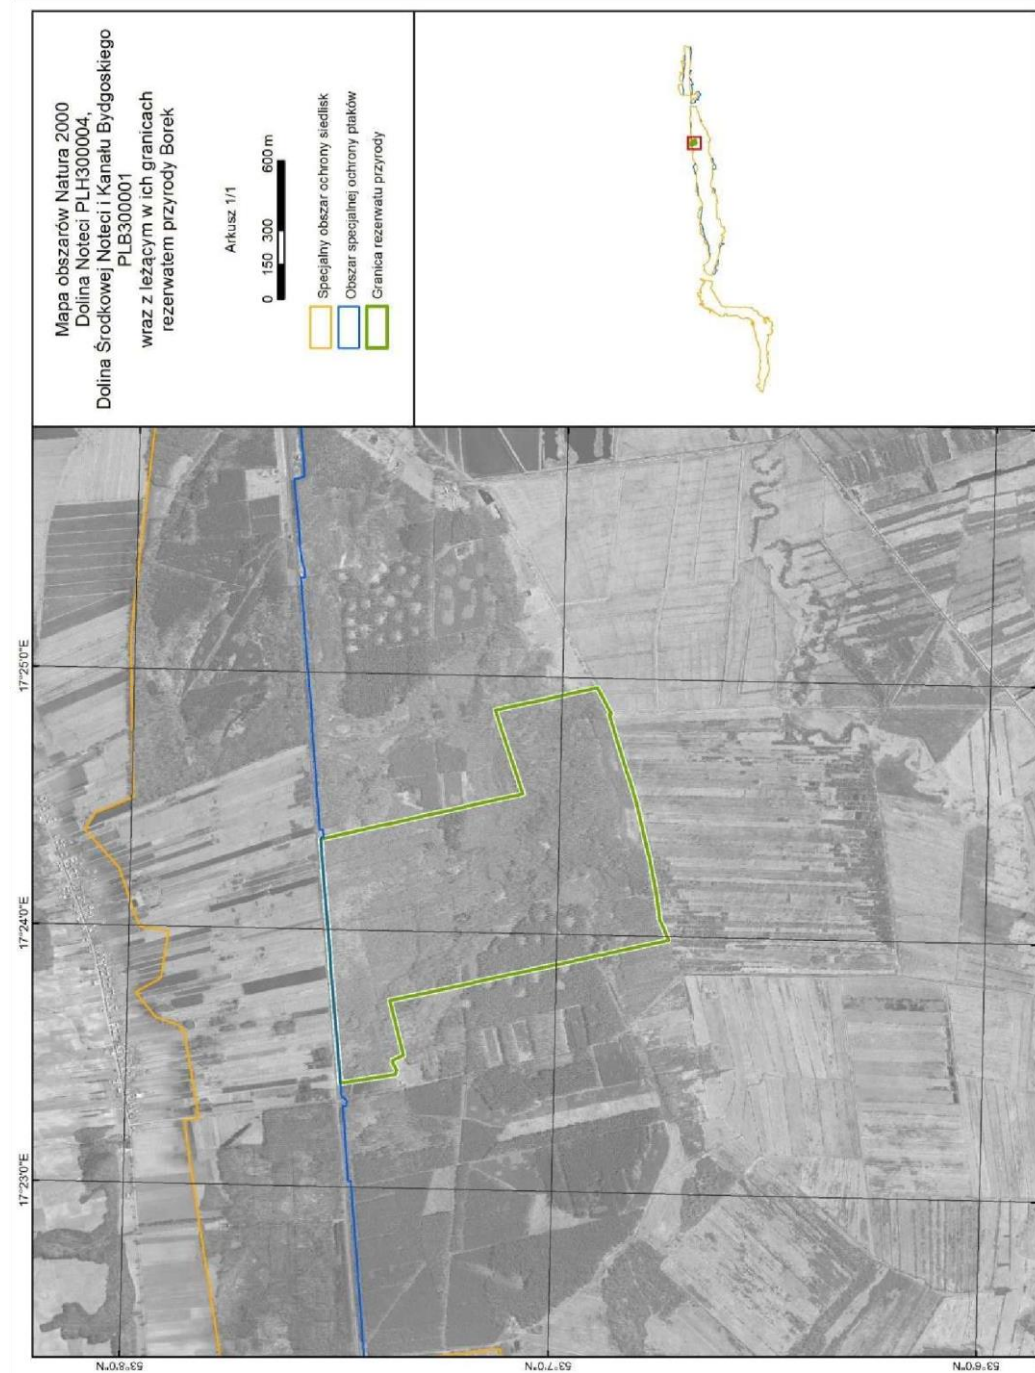 Mapa obszarów Natura 2000
Dolina Noteci PLH300004,
Dolina Środkowej Noteci i Kanału Bydgoskiego
PLB300001
wraz z leżącym w ich granicach
rezerwatem przyrody Borek
Arkusz 1/1
0 150 300 600 m
Specjalny obszar ochrony siedlisk
Obszar specjalnej ochrony ptaków
Granica rezerwatu przyrody
17°23'0"E
17°24'0"E
17°25'0"E
53°8'0"N
53°7'0"N
53°6'0"N